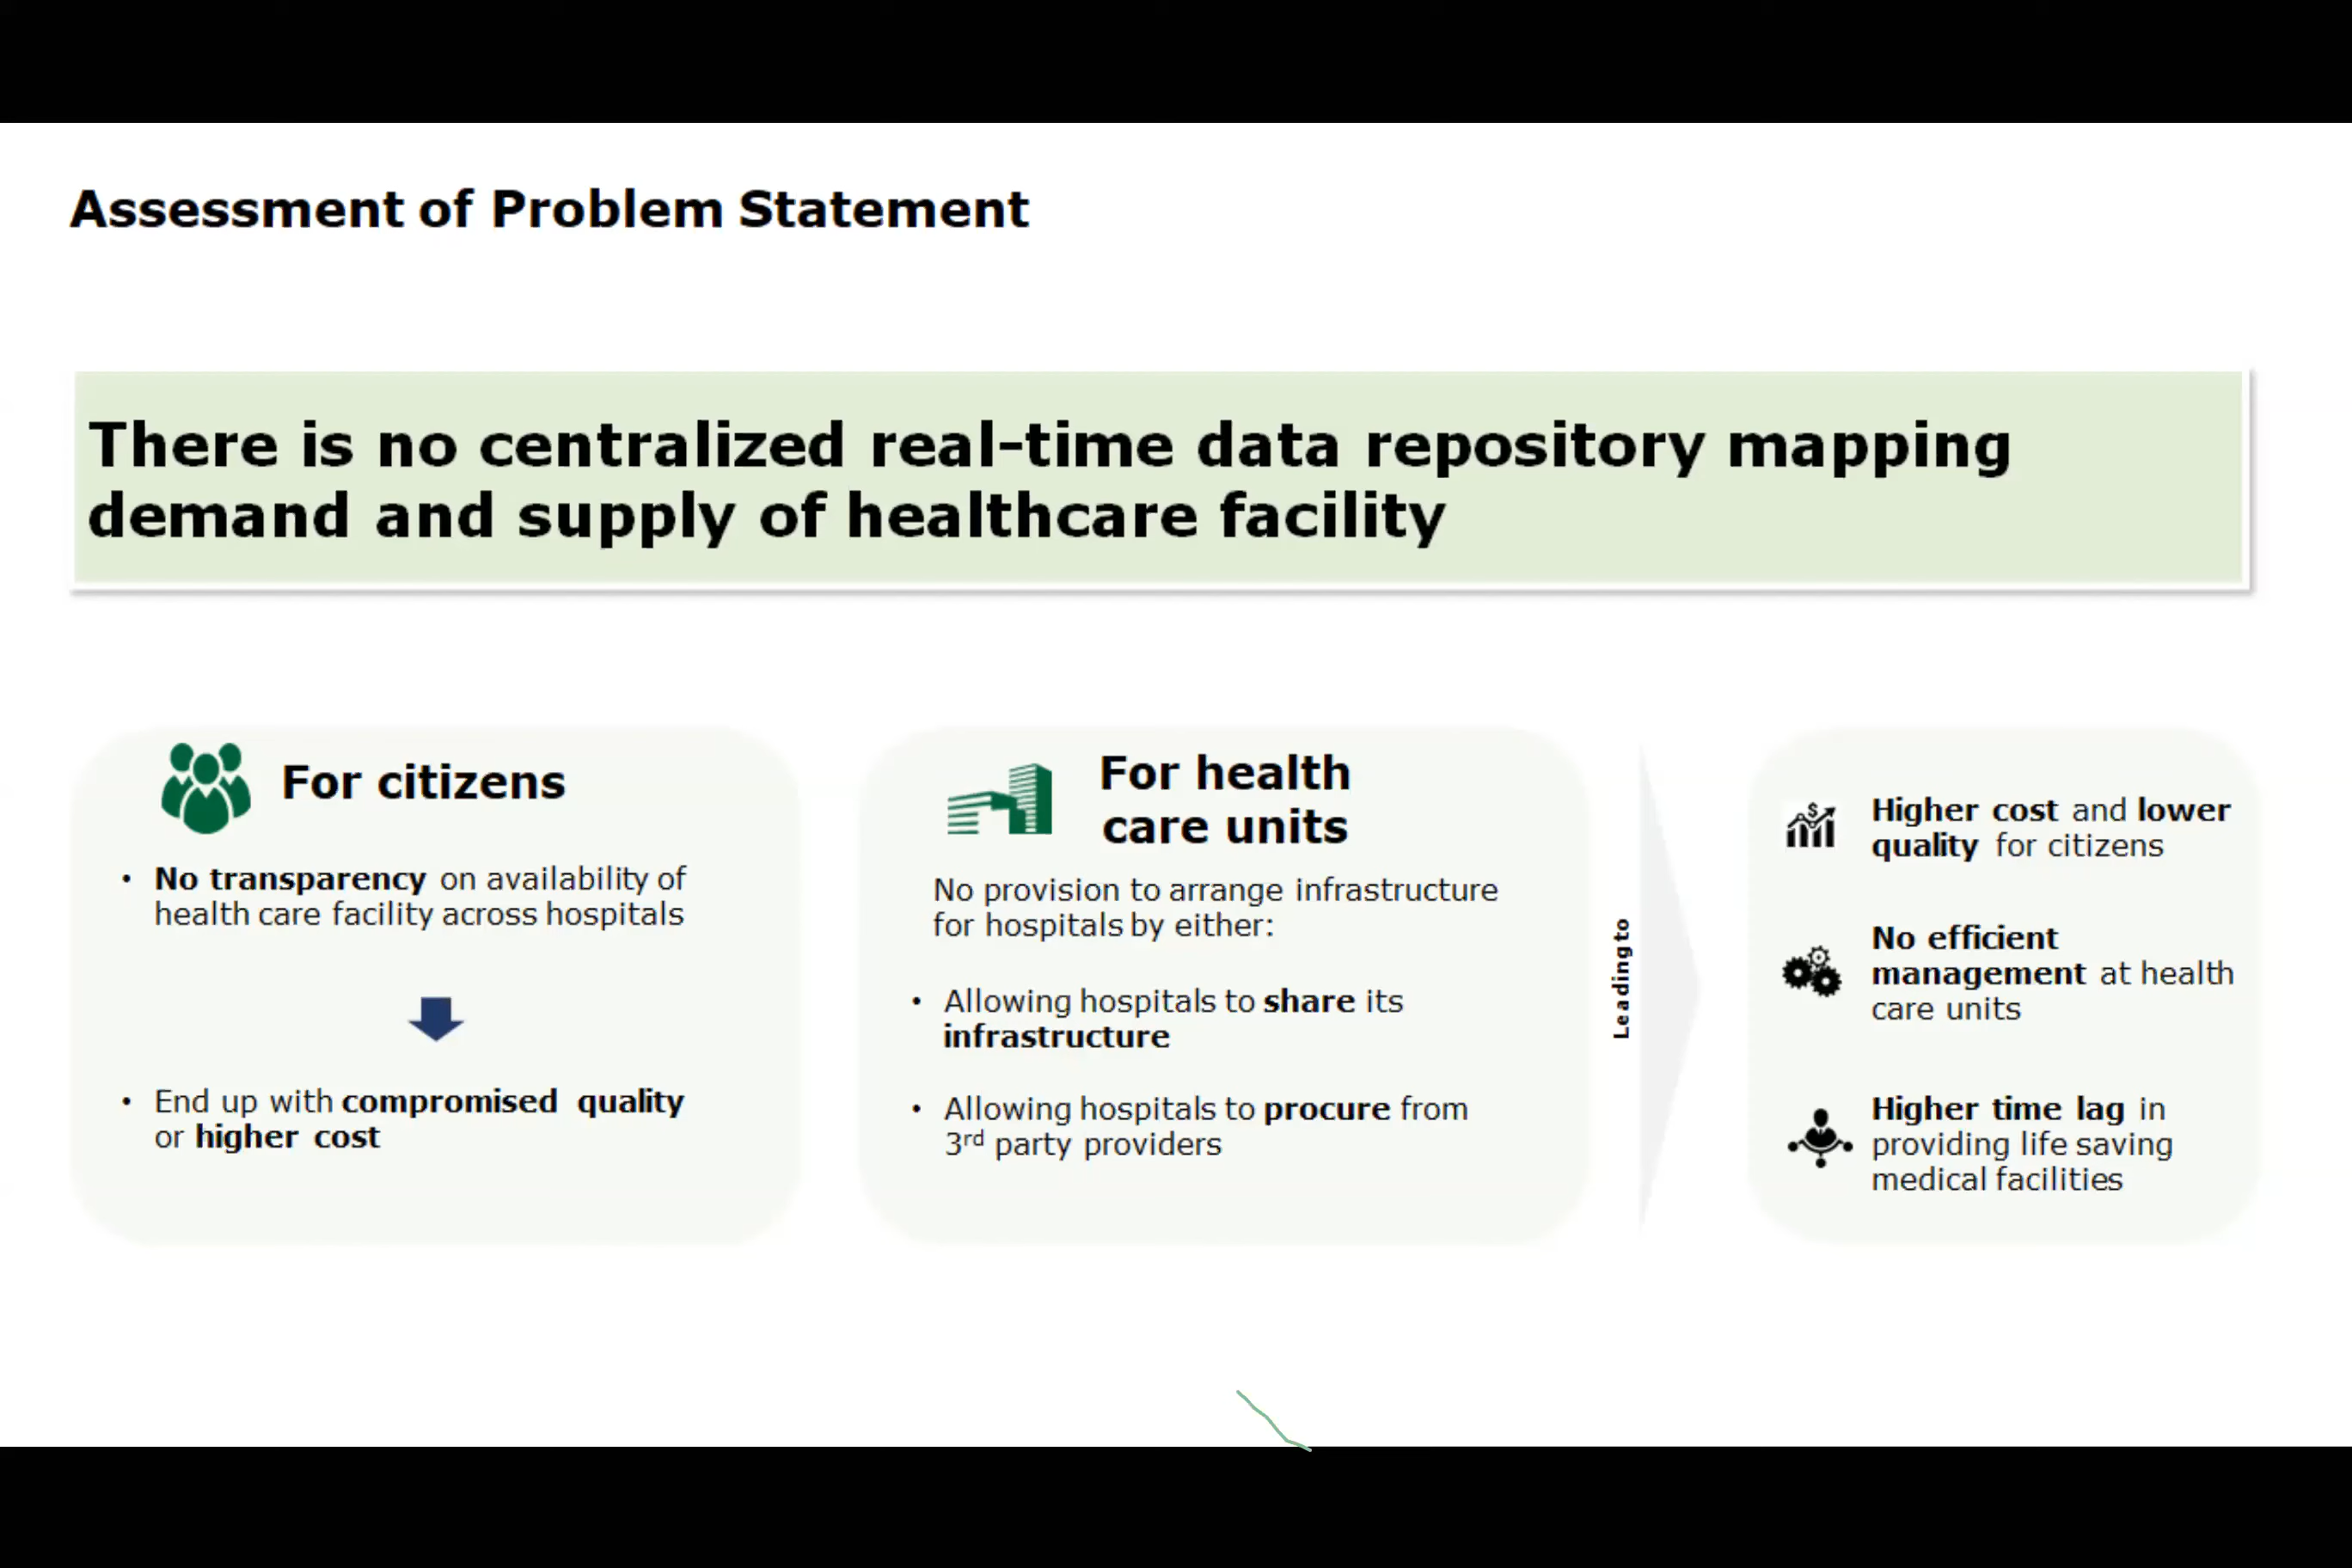 Assessment of Problem Statement
There is no centralized real-time data repository mapping
demand and supply of healthcare facility
For citizens
• No transparency on availability of
health care facility across hospitals
• End up with compromised quality
or higher cost
For health
care units
No provision to arrange infrastructure
for hospitals by either:
• Allowing hospitals to share its
infrastructure
• Allowing hospitals to procure from
3rd party providers
Leading to
Higher cost and lower
quality for citizens
No efficient
management at health
care units
Higher time lag in
providing life saving
medical facilities